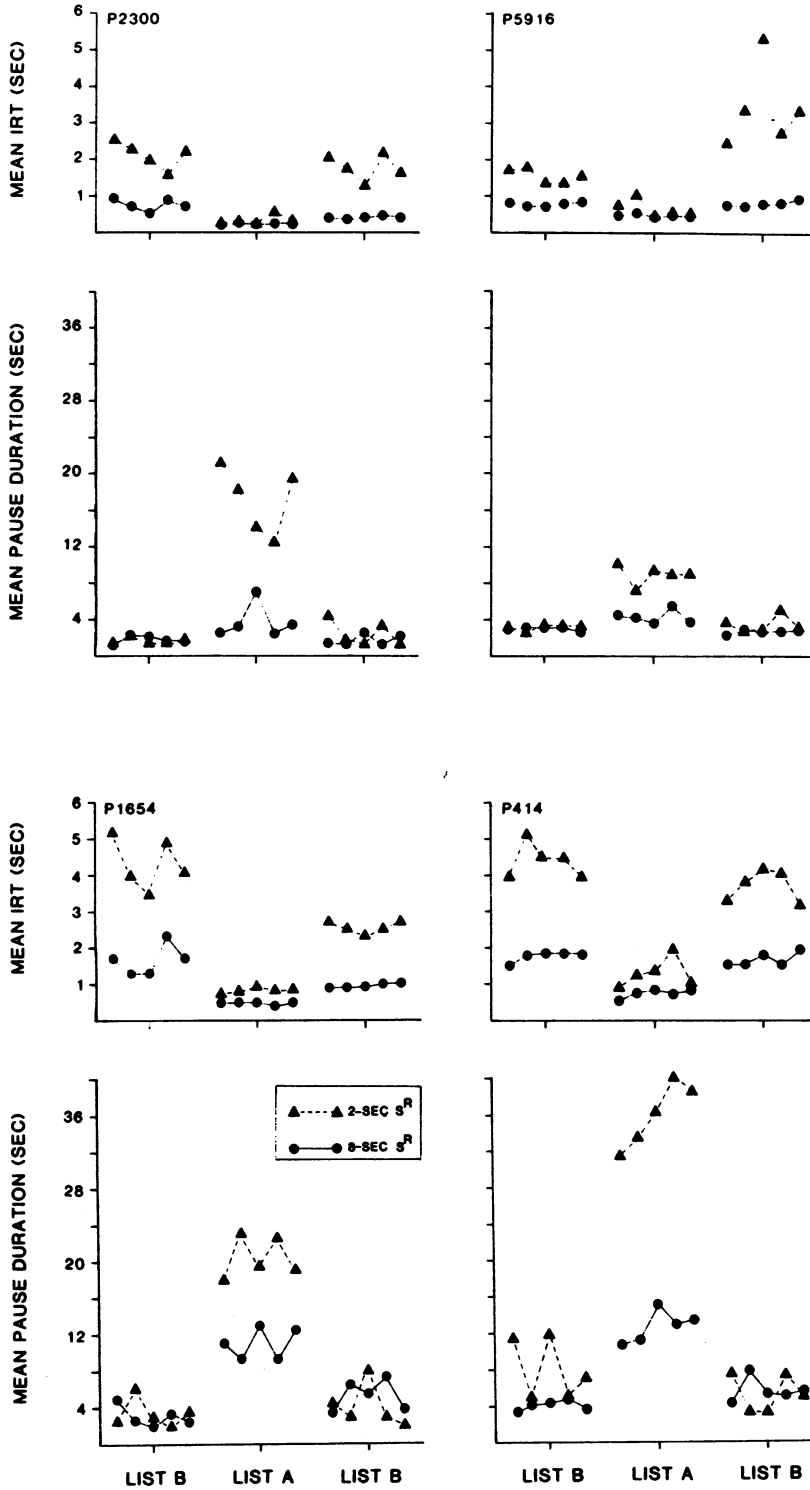 P2300
MEAN IRT (SEC)
6
5
4
3
2
1
P5916
MEAN PAUSE DURATION (SEC)
36
28
20
12
4
P1654
MEAN IRT (SEC)
6
5
4
3
2
1
P414
MEAN PAUSE DURATION (SEC)
36
28
20
12
4
2-SEC S^R
8-SEC S^R
LIST B LIST A LIST B
LIST B LIST A LIST B